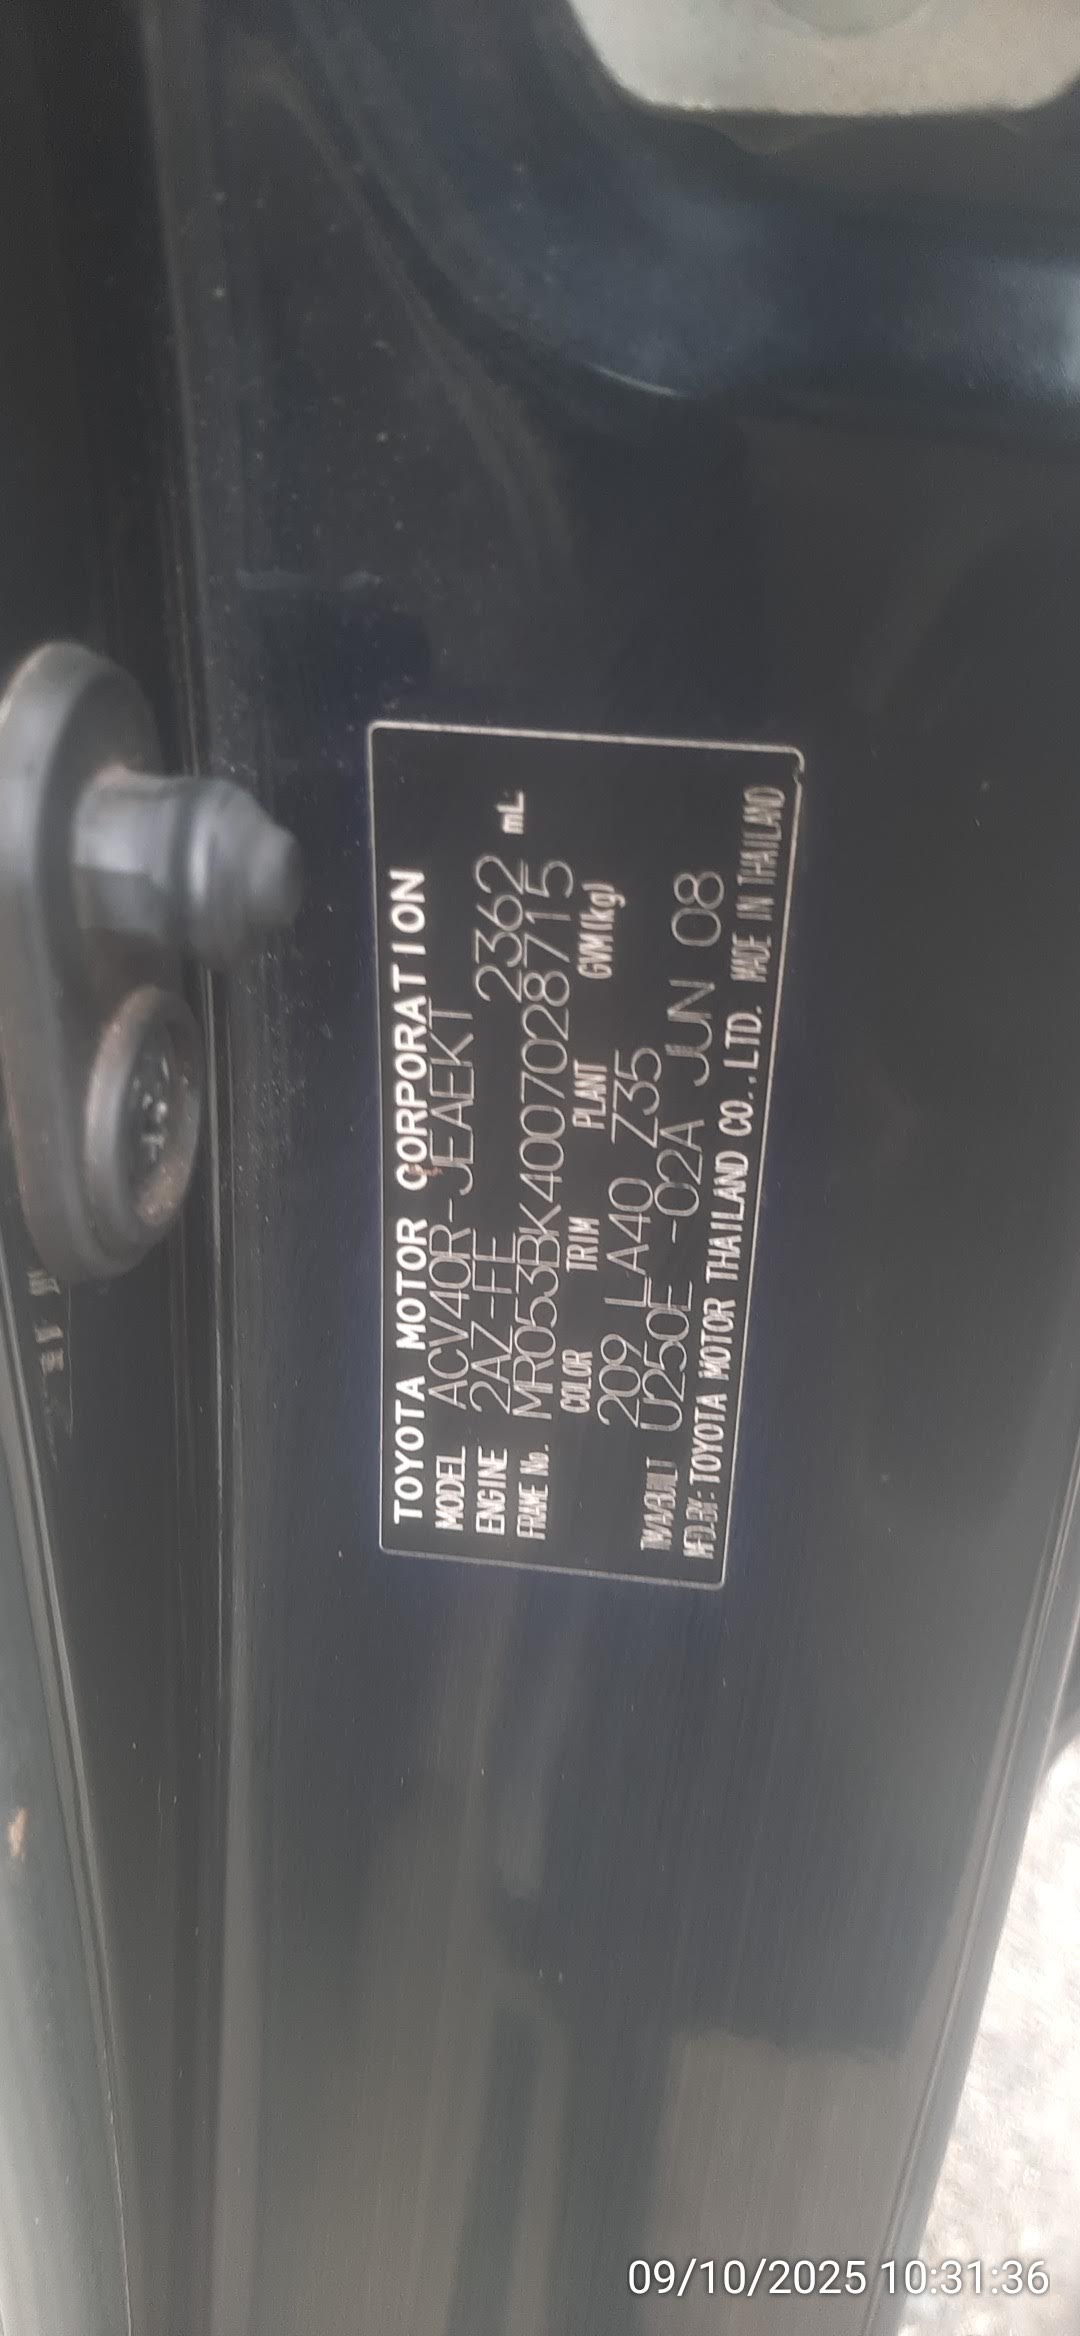 TOYOTA MOTOR CORPORATION
MODEL ACV40R-JEAEKT
ENGINE 2AZ-FE 2362 mL
FRAME No. MR053BK4007028715
COLOR TRIM PLANT GVM(kg)
209 LA40 Z35
U250E -02A JUN 08
MFD.BY: TOYOTA MOTOR THAILAND CO.,LTD. MADE IN THAILAND
09/10/2025 10:31:36